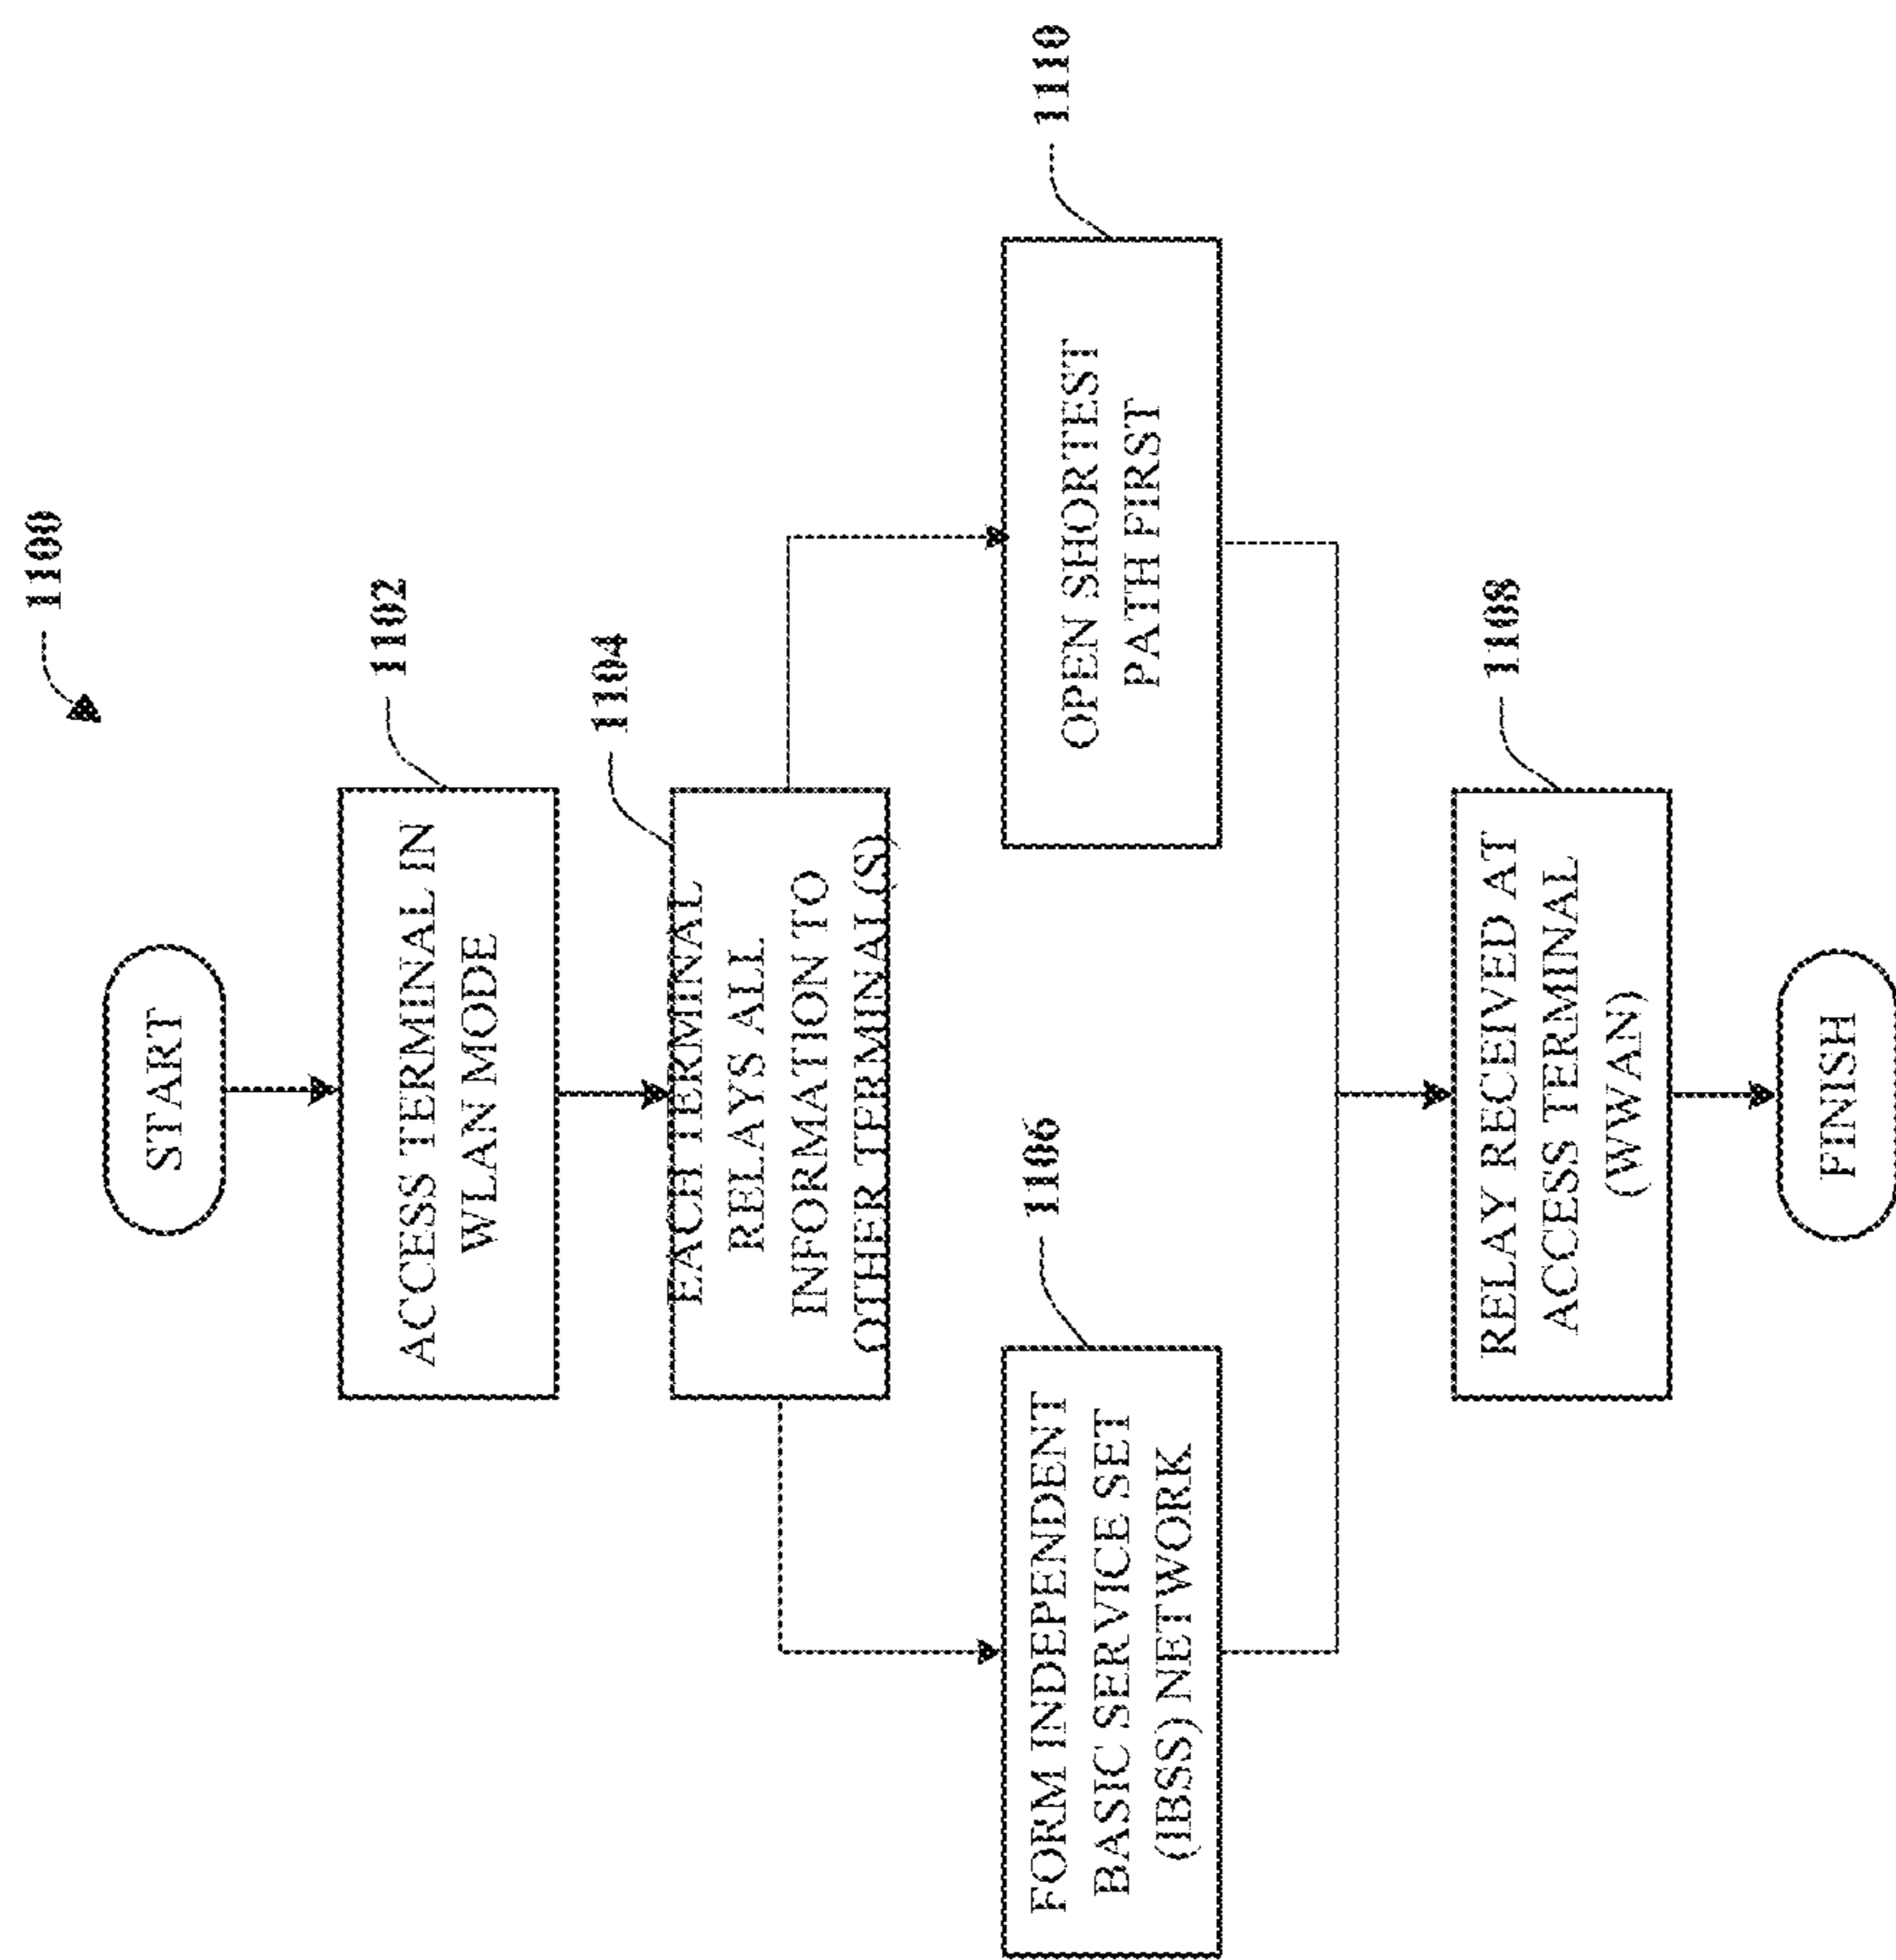 1100
START
1102
ACCESS TERMINAL IN
WLAN MODE
1104
EACH TERMINAL
RELAYS ALL
INFORMATION TO
OTHER TERMINAL(S)
1106
FORM INDEPENDENT
BASIC SERVICE SET
(IBSS) NETWORK
1110
OPEN SHORTEST
PATH FIRST
1108
RELAY RECEIVED AT
ACCESS TERMINAL
(WWAN)
FINISH